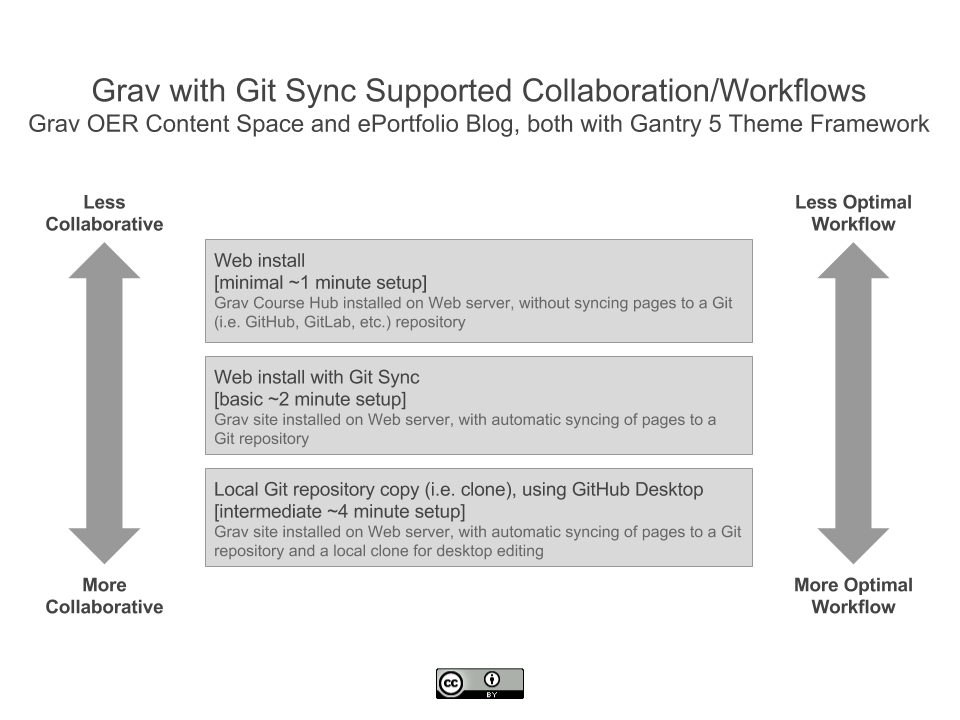 Grav with Git Sync Supported Collaboration/Workflows
Grav OER Content Space and ePortfolio Blog, both with Gantry 5 Theme Framework
Less
Collaborative
Less Optimal
Workflow
Web install
[minimal ~1 minute setup]
Grav Course Hub installed on Web server, without syncing pages to a Git
(i.e. GitHub, GitLab, etc.) repository
Web install with Git Sync
[basic ~2 minute setup]
Grav site installed on Web server, with automatic syncing of pages to a
Git repository
Local Git repository copy (i.e. clone), using GitHub Desktop
[intermediate ~4 minute setup]
Grav site installed on Web server, with automatic syncing of pages to a Git
repository and a local clone for desktop editing
More
Collaborative
More Optimal
Workflow
cc
BY